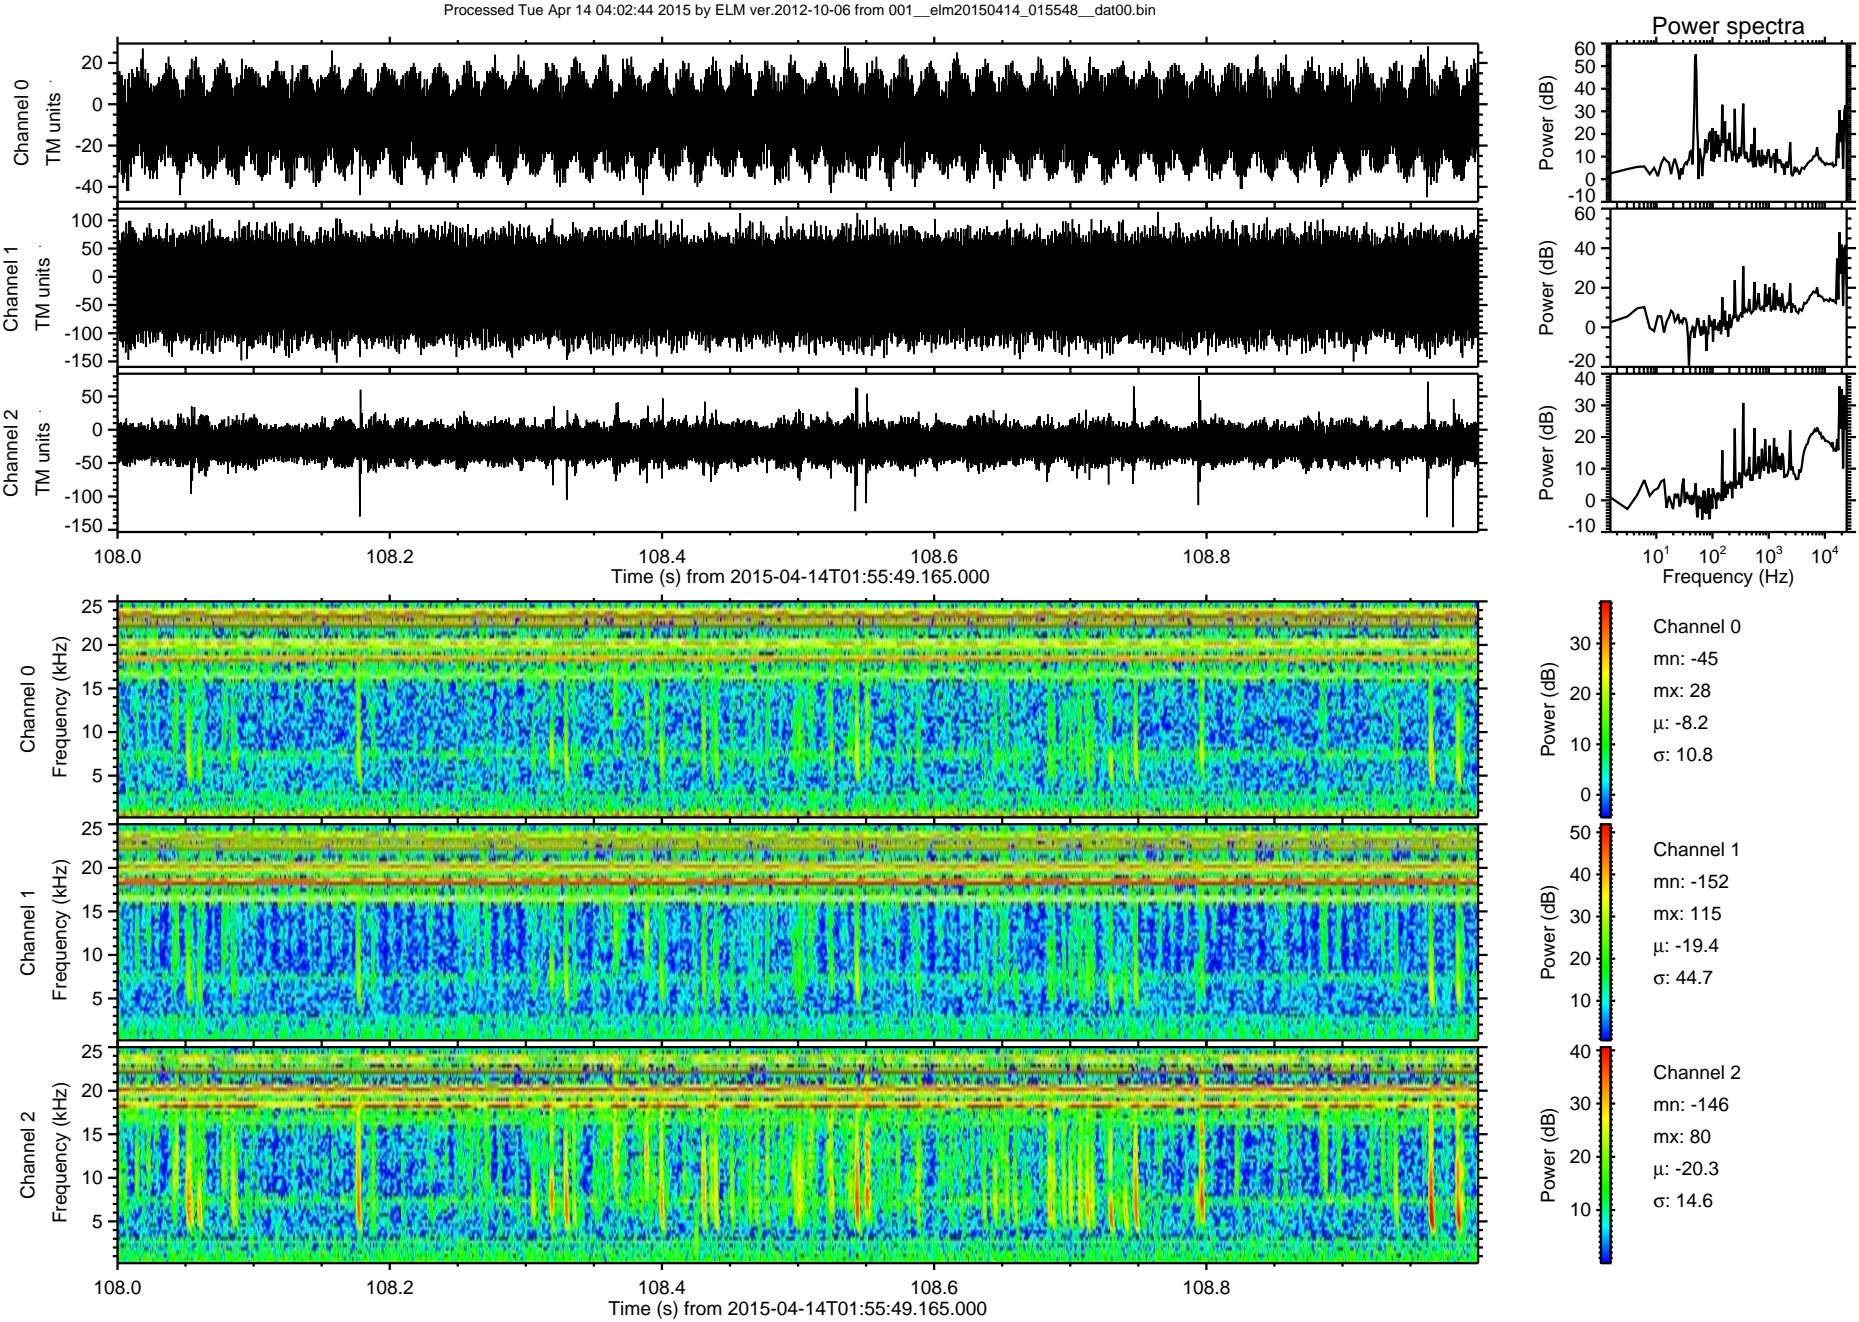 Processed Tue Apr 14 04:02:44 2015 by ELM ver.2012-10-06 from 001__elm20150414_015548__dat00.bin
Power spectra
Channel 0
TM units
20
0
-20
-40
Power (dB)
60
50
40
30
20
10
0
-10
Channel 1
TM units
100
50
0
-50
-100
-150
Power (dB)
60
40
20
0
-20
Channel 2
TM units
50
0
-50
-100
-150
Power (dB)
40
30
20
10
0
-10
108.0 108.2 108.4 108.6 108.8
Time (s) from 2015-04-14T01:55:49.165.000
10¹ 10² 10³ 10⁴
Frequency (Hz)
Channel 0
Frequency (kHz)
25
20
15
10
5
Power (dB)
30
20
10
0
Channel 0
mn: -45
mx: 28
μ: -8.2
σ: 10.8
Channel 1
Frequency (kHz)
25
20
15
10
5
Power (dB)
50
40
30
20
10
Channel 1
mn: -152
mx: 115
μ: -19.4
σ: 44.7
Channel 2
Frequency (kHz)
25
20
15
10
5
Power (dB)
40
30
20
10
Channel 2
mn: -146
mx: 80
μ: -20.3
σ: 14.6
108.0 108.2 108.4 108.6 108.8
Time (s) from 2015-04-14T01:55:49.165.000